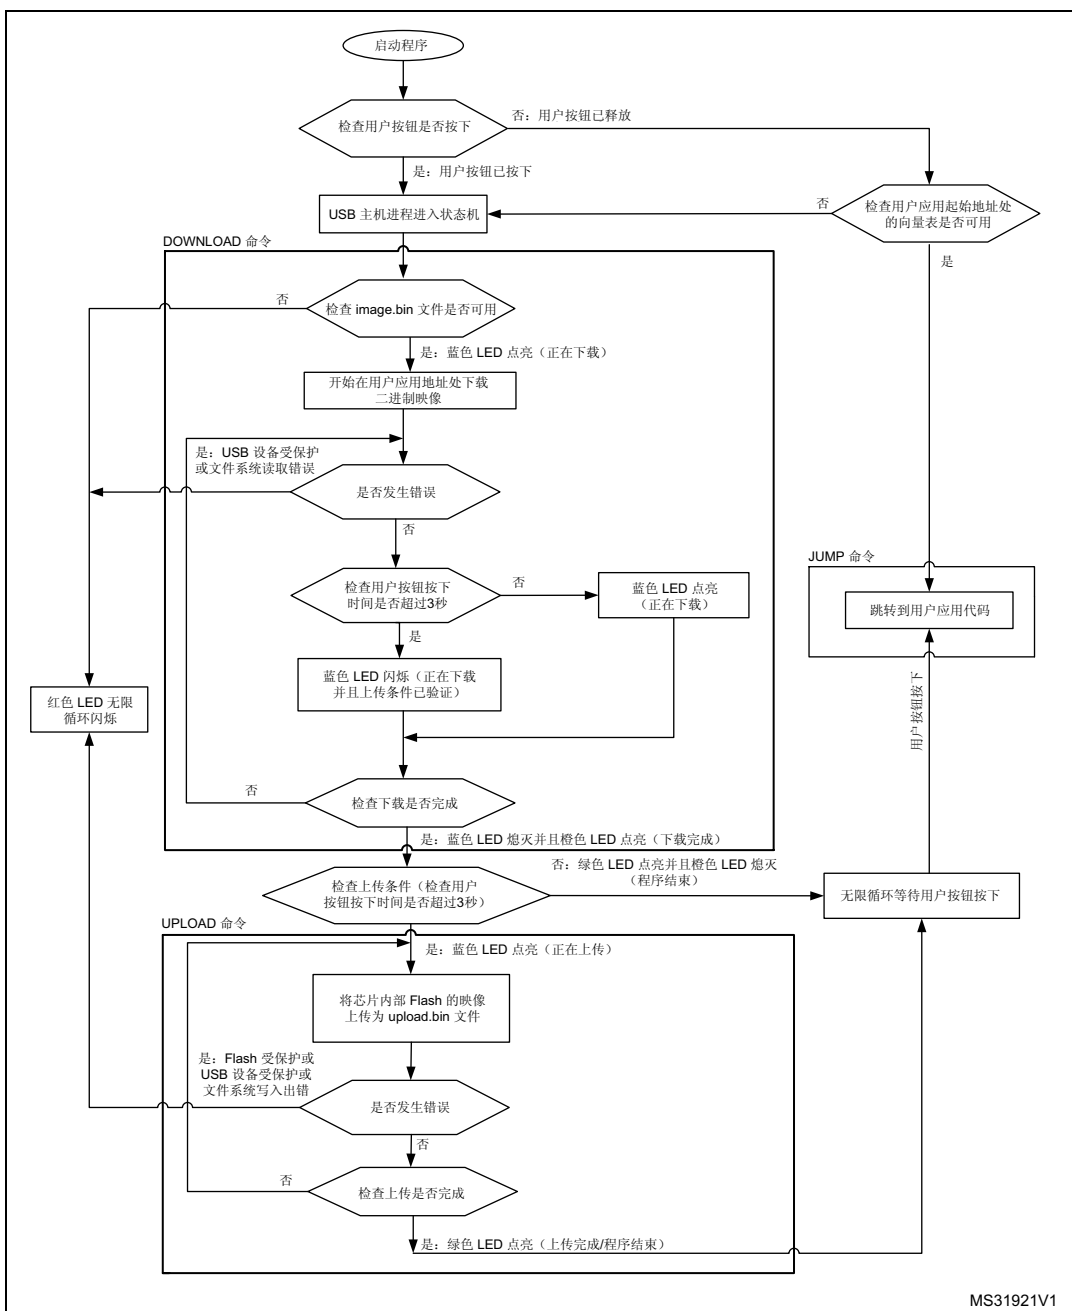 启动程序
检查用户按钮是否按下
否：用户按钮已释放
是：用户按钮已按下
USB 主机进程进入状态机
否
检查用户应用起始地址处
的向量表是否可用
是
DOWNLOAD 命令
否
检查 image.bin 文件是否可用
是：蓝色 LED 点亮（正在下载）
开始在用户应用地址处下载
二进制映像
是：USB 设备受保护
或文件系统读取错误
是否发生错误
否
检查用户按钮按下
时间是否超过3秒
否
蓝色 LED 点亮
（正在下载）
是
蓝色 LED 闪烁（正在下载
并且上传条件已验证）
JUMP 命令
跳转到用户应用代码
用户按钮按下
红色 LED 无限
循环闪烁
否
检查下载是否完成
是：蓝色 LED 熄灭并且橙色 LED 点亮（下载完成）
检查上传条件（检查用户
按钮按下时间是否超过3秒）
否：绿色 LED 点亮并且橙色 LED 熄灭
（程序结束）
无限循环等待用户按钮按下
UPLOAD 命令
是：蓝色 LED 点亮（正在上传）
将芯片内部 Flash 的映像
上传为 upload.bin 文件
是：Flash 受保护或
USB 设备受保护或
文件系统写入出错
是否发生错误
否
否
检查上传是否完成
是：绿色 LED 点亮（上传完成/程序结束）
MS31921V1